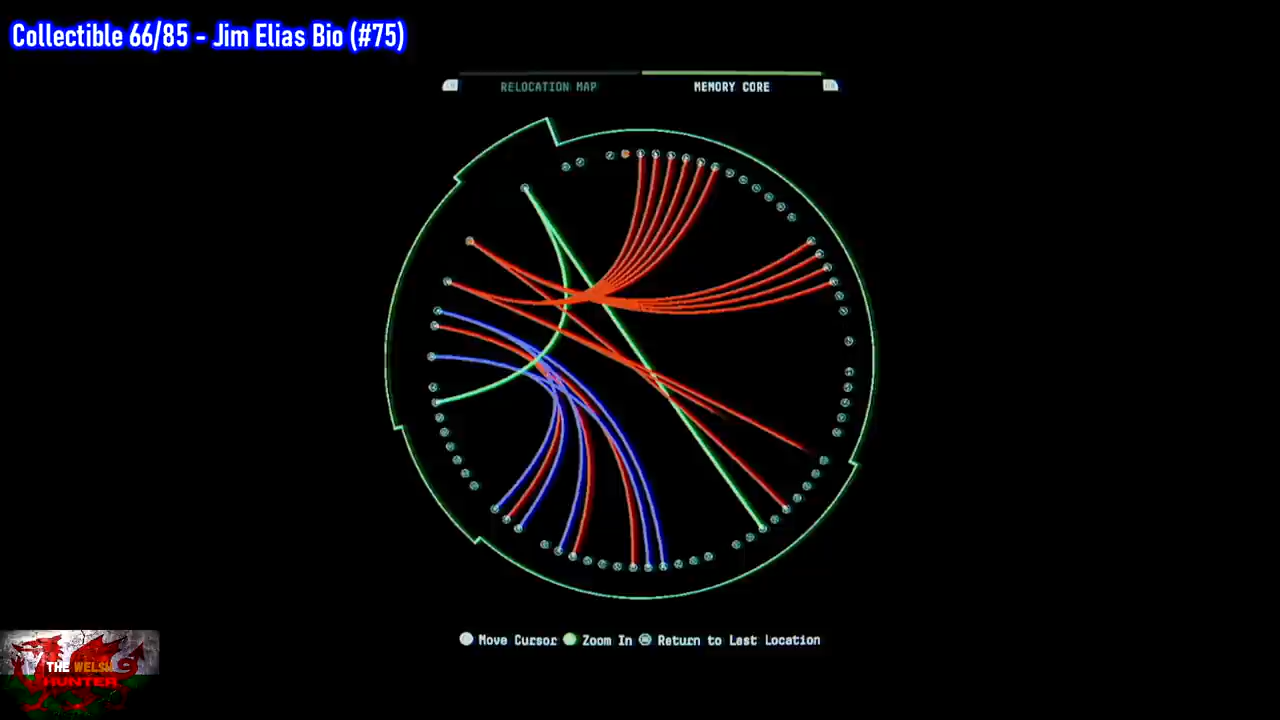 Collectible 66/85 - Jim Elias Bio (#75)
RELOCATION MAP
MEMORY CORE
Move Cursor
Zoom In
Return to Last Location
THE WELSH
HUNTER